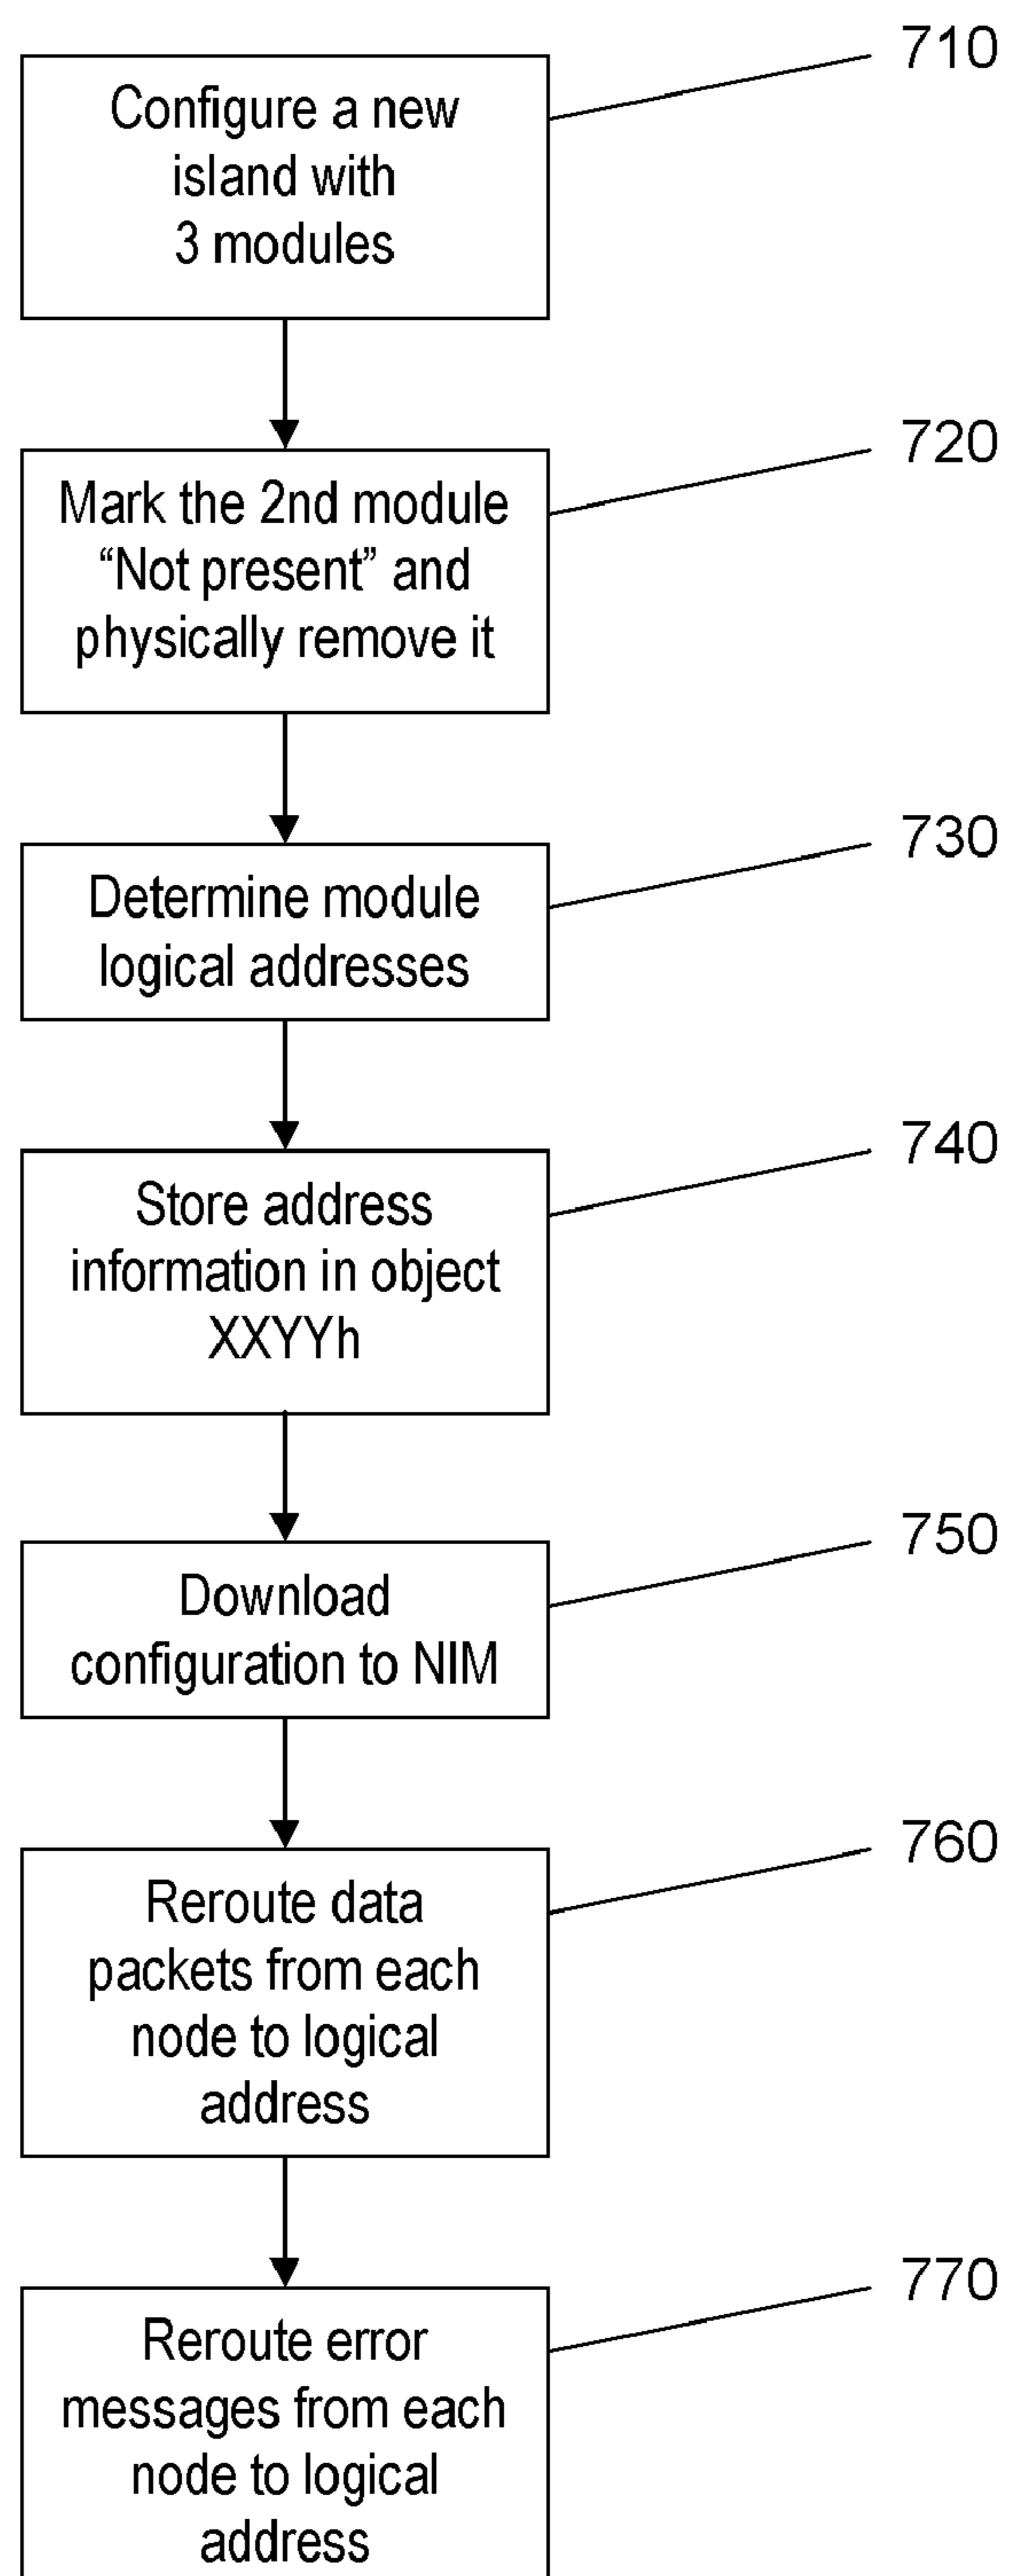 710
Configure a new
island with
3 modules
720
Mark the 2nd module
“Not present” and
physically remove it
730
Determine module
logical addresses
740
Store address
information in object
XXYYh
750
Download
configuration to NIM
760
Reroute data
packets from each
node to logical
address
770
Reroute error
messages from each
node to logical
address